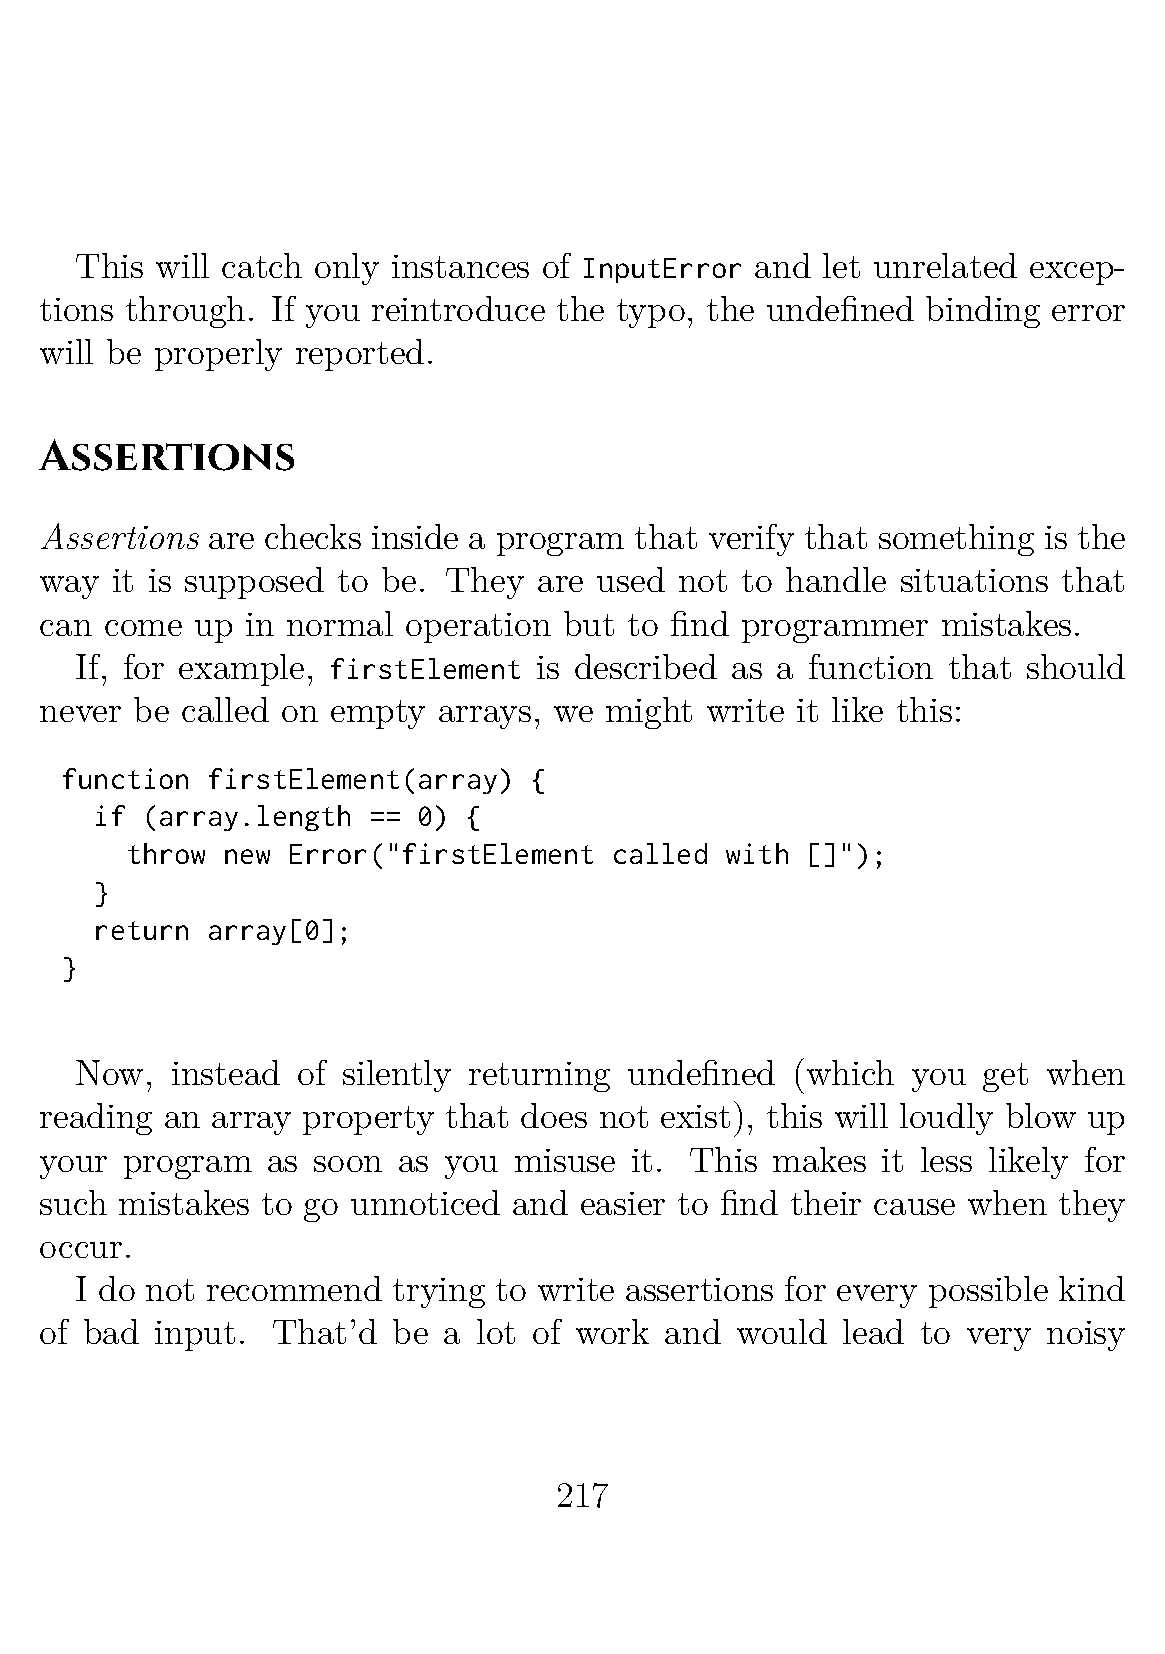 This will catch only instances of InputError and let unrelated excep-
tions through. If you reintroduce the typo, the undefined binding error
will be properly reported.
Assertions
Assertions are checks inside a program that verify that something is the
way it is supposed to be. They are used not to handle situations that
can come up in normal operation but to find programmer mistakes.
If, for example, firstElement is described as a function that should
never be called on empty arrays, we might write it like this:
function firstElement(array) {
  if (array.length == 0) {
    throw new Error("firstElement called with []");
  }
  return array[0];
}
Now, instead of silently returning undefined (which you get when
reading an array property that does not exist), this will loudly blow up
your program as soon as you misuse it. This makes it less likely for
such mistakes to go unnoticed and easier to find their cause when they
occur.
I do not recommend trying to write assertions for every possible kind
of bad input. That’d be a lot of work and would lead to very noisy
217